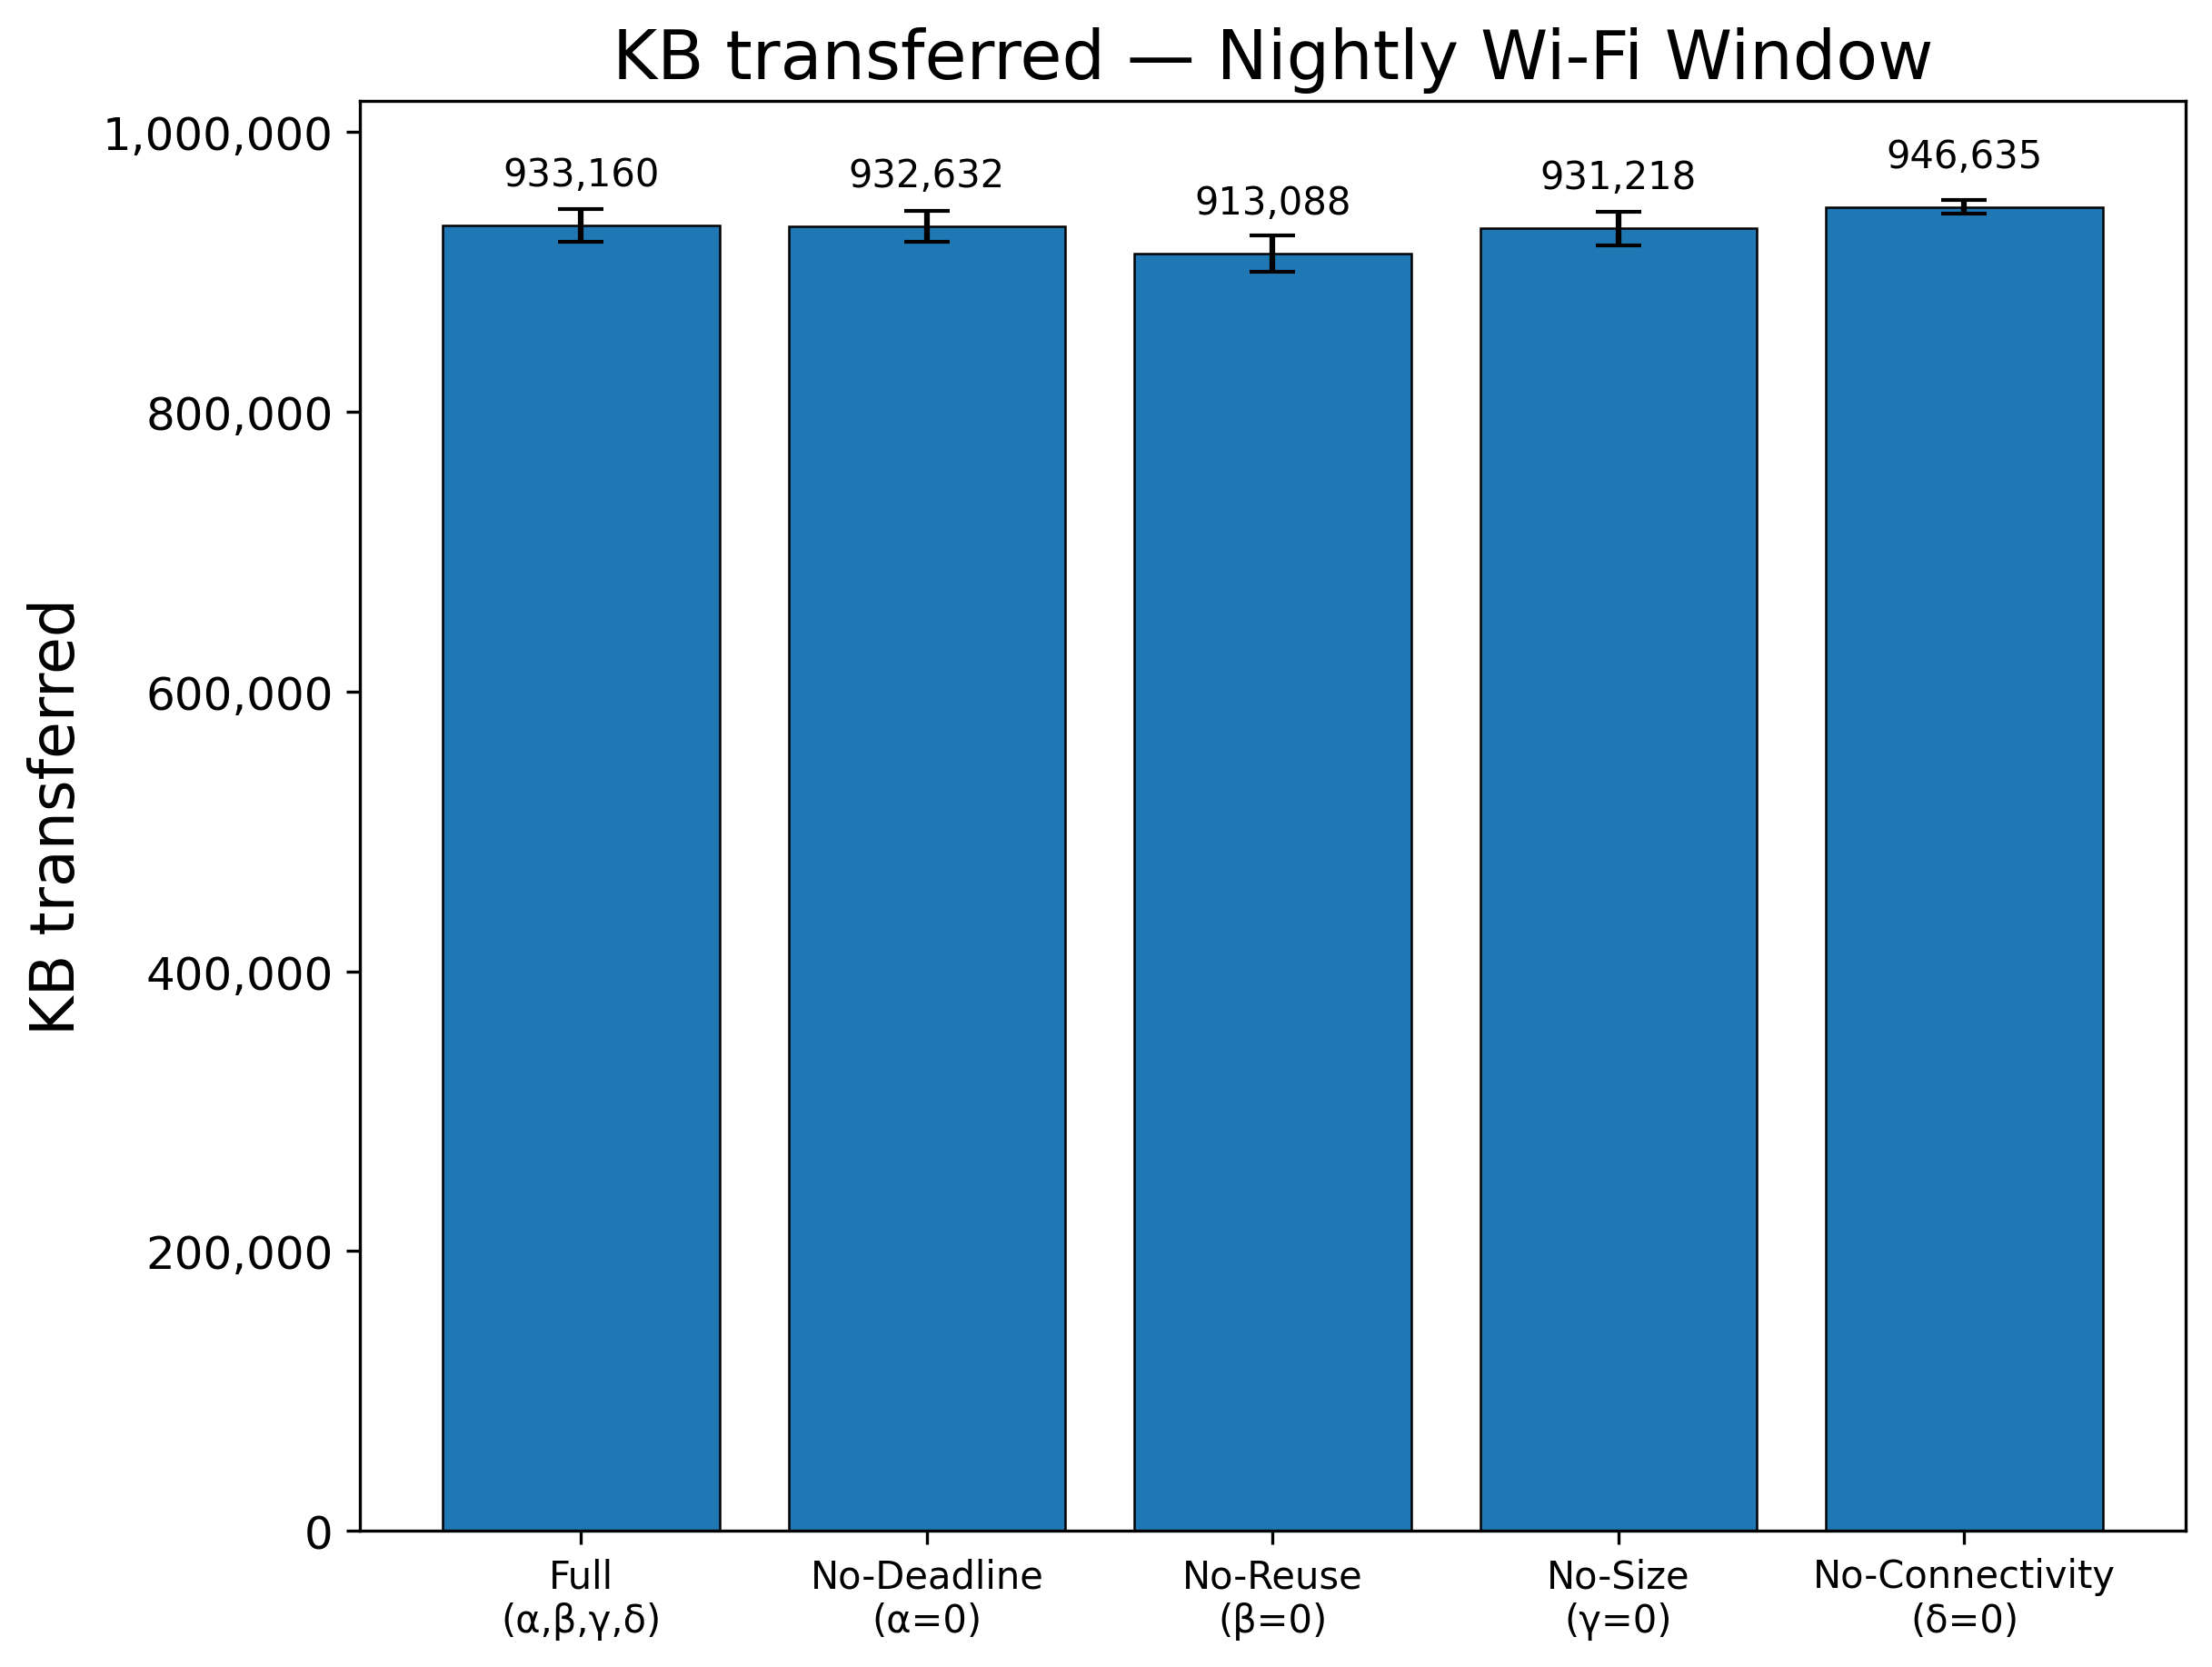 KB transferred — Nightly Wi-Fi Window
KB transferred
1,000,000
800,000
600,000
400,000
200,000
0
933,160
932,632
913,088
931,218
946,635
Full
(α,β,γ,δ)
No-Deadline
(α=0)
No-Reuse
(β=0)
No-Size
(γ=0)
No-Connectivity
(δ=0)